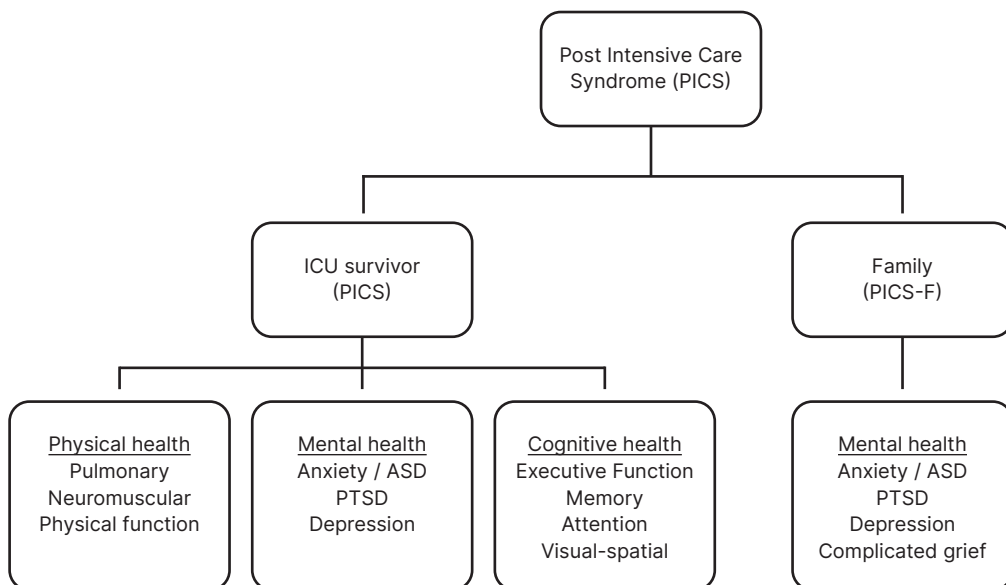 Post Intensive Care
Syndrome (PICS)
ICU survivor
(PICS)
Family
(PICS-F)
Physical health
Pulmonary
Neuromuscular
Physical function
Mental health
Anxiety / ASD
PTSD
Depression
Cognitive health
Executive Function
Memory
Attention
Visual-spatial
Mental health
Anxiety / ASD
PTSD
Depression
Complicated grief